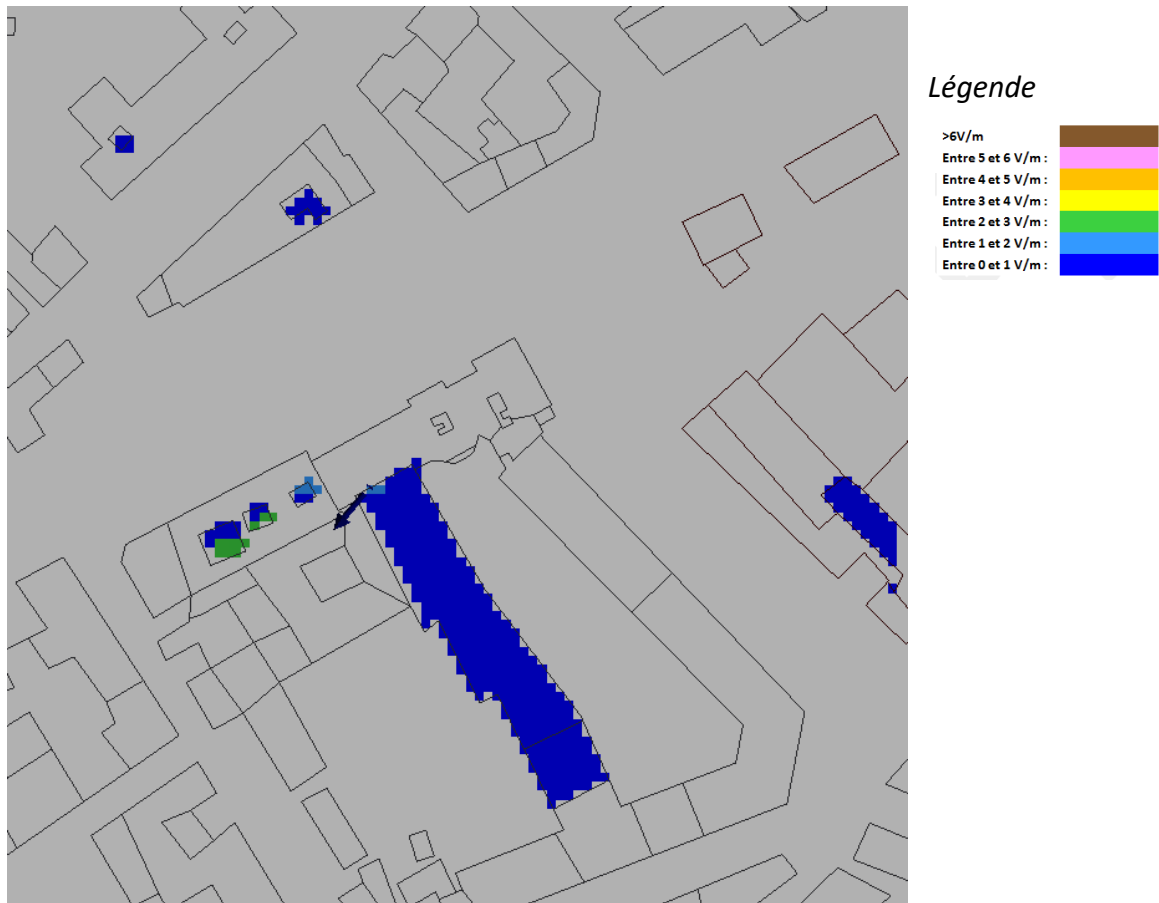 Légende
>6V/m
Entre 5 et 6 V/m :
Entre 4 et 5 V/m :
Entre 3 et 4 V/m :
Entre 2 et 3 V/m :
Entre 1 et 2 V/m :
Entre 0 et 1 V/m :